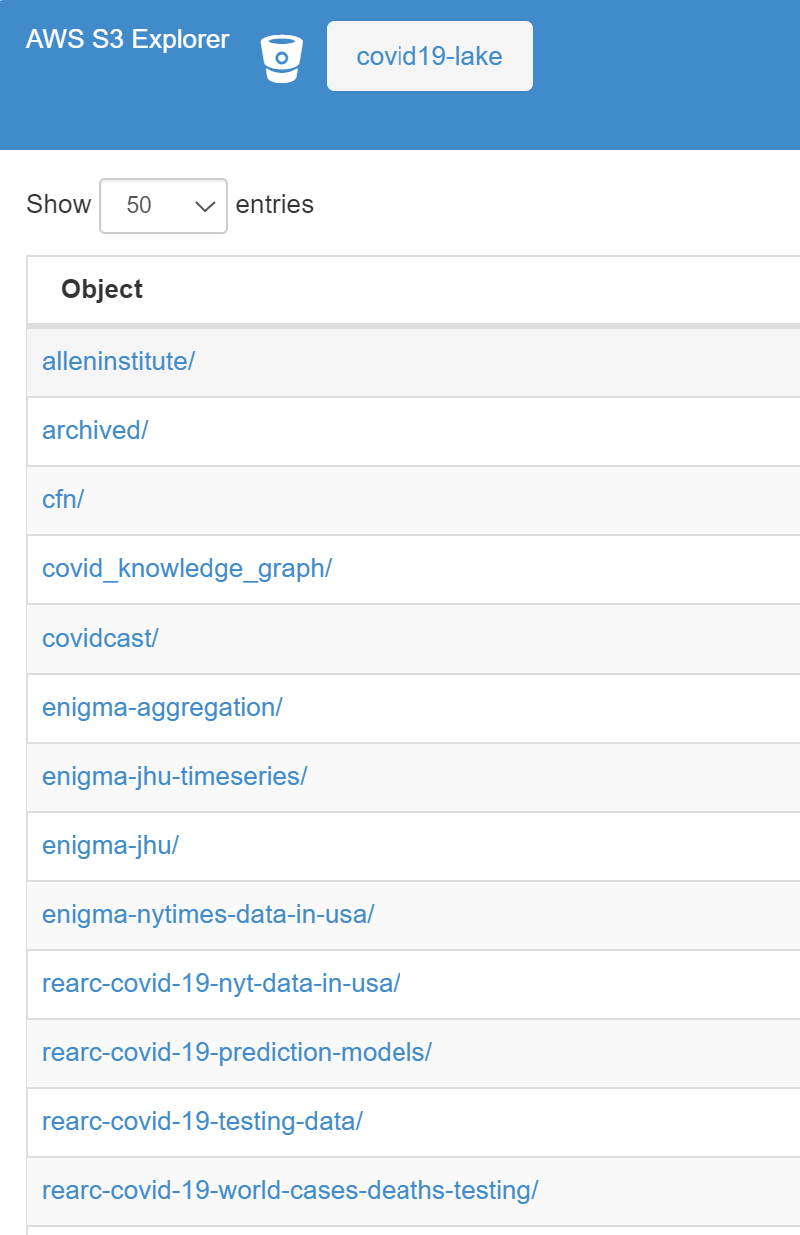 AWS S3 Explorer
covid19-lake
Show 50 entries
Object
alleninstitute/
archived/
cfn/
covid_knowledge_graph/
covidcast/
enigma-aggregation/
enigma-jhu-timeseries/
enigma-jhu/
enigma-nytimes-data-in-usa/
rearc-covid-19-nyt-data-in-usa/
rearc-covid-19-prediction-models/
rearc-covid-19-testing-data/
rearc-covid-19-world-cases-deaths-testing/